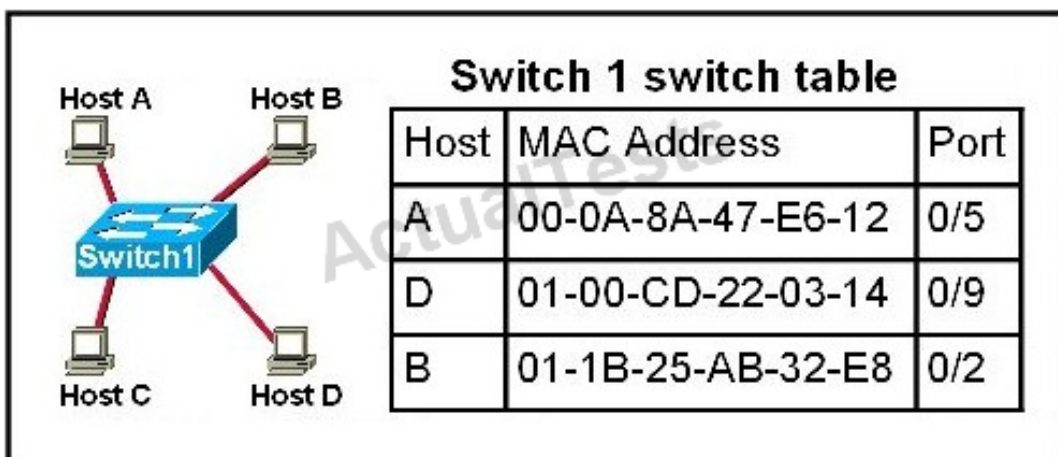 Host A Host B
Switch1
Host C Host D
Switch 1 switch table
Host MAC Address Port
A 00-0A-8A-47-E6-12 0/5
D 01-00-CD-22-03-14 0/9
B 01-1B-25-AB-32-E8 0/2
ActualTests